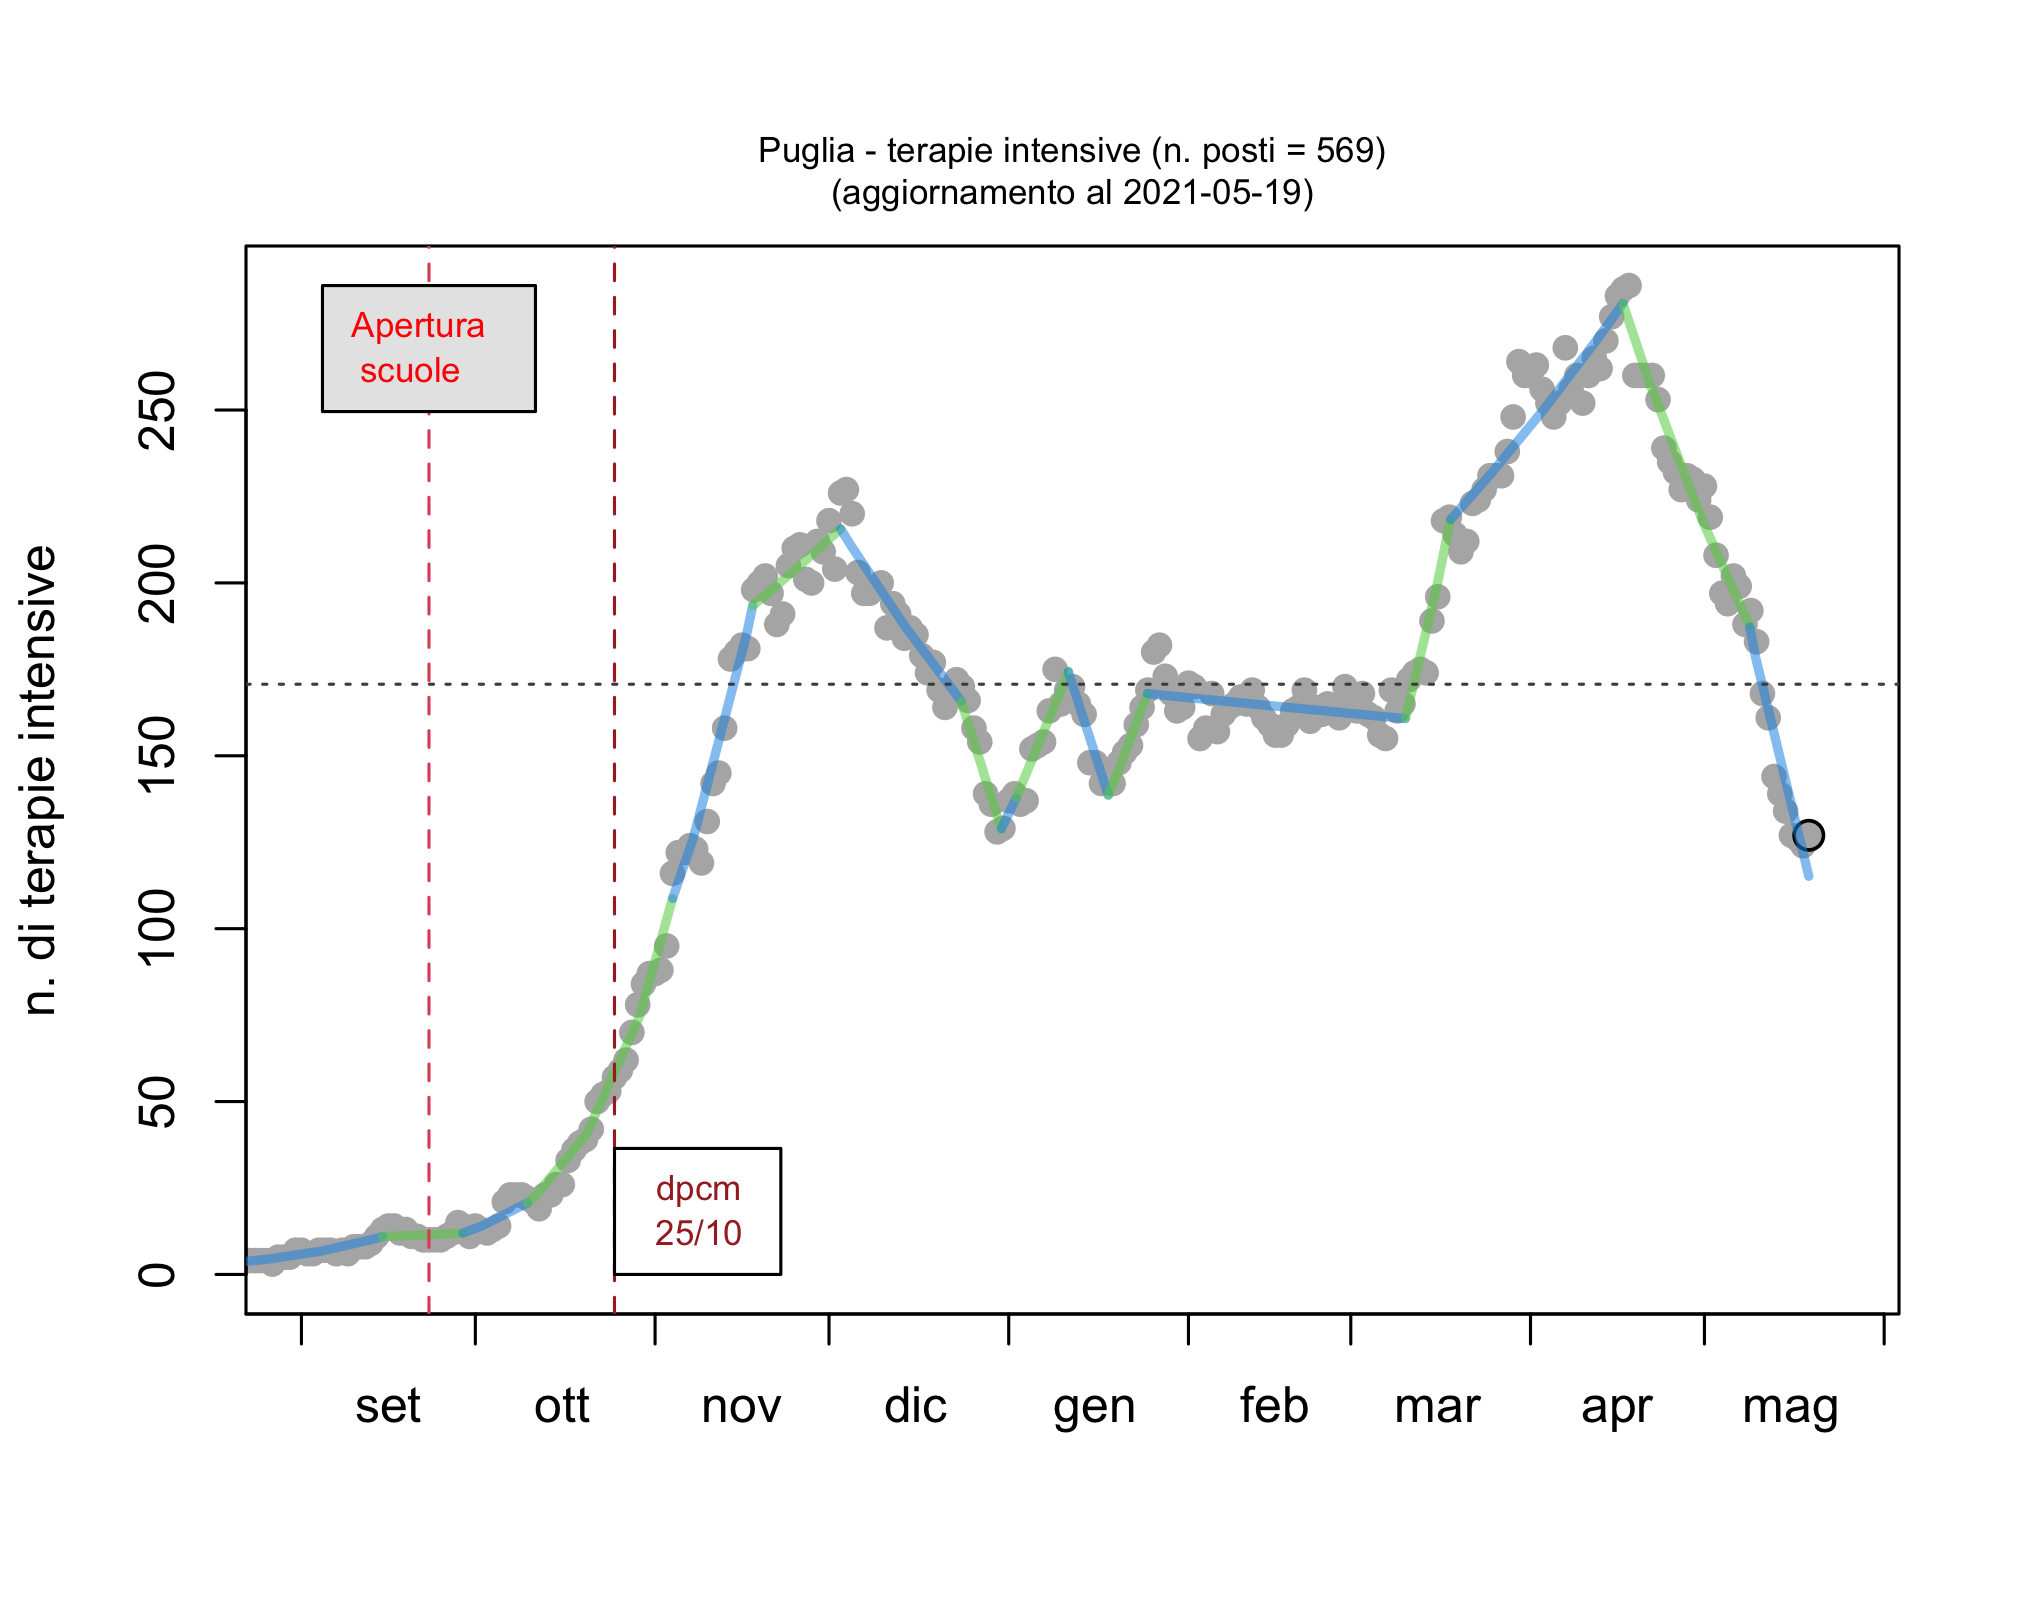 Puglia - terapie intensive (n. posti = 569)
(aggiornamento al 2021-05-19)
Apertura
scuole
n. di terapie intensive
250
200
150
100
50
0
dpcm
25/10
set ott nov dic gen feb mar apr mag